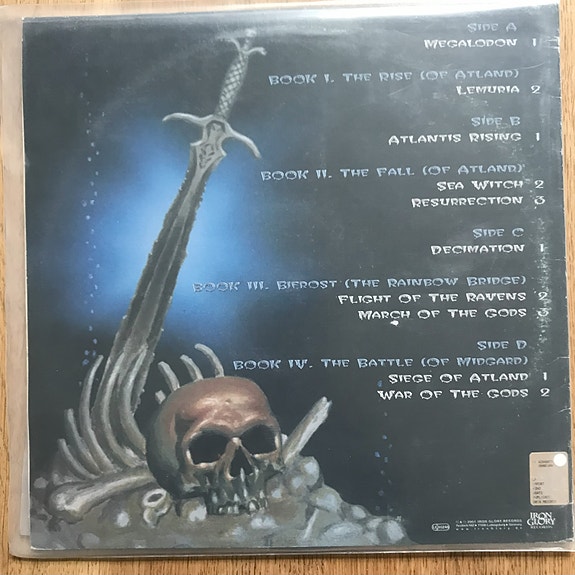 Side A
Megalodon 1
Book I. The Rise (Of Atland)
Lemuria 2
Side B
Atlantis Rising 1
Book II. The Fall (Of Atland)
Sea Witch 2
Resurrection 3
Side C
Decimation 1
Book III. Bifrost (The Rainbow Bridge)
Flight Of The Ravens 2
March Of The Gods 3
Side D
Book IV. The Battle (Of Midgard)
Siege Of Atland 1
War Of The Gods 2
IRON
GLORY
RECORDS